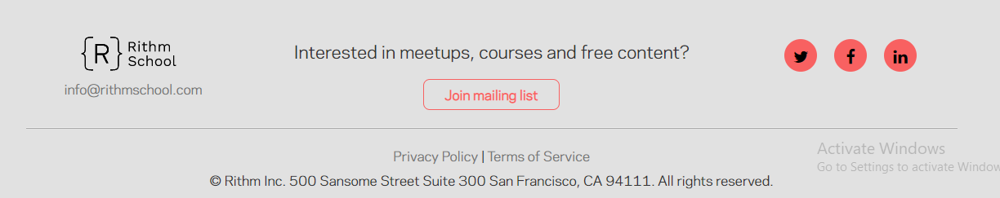 {R} Rithm
School
info@rithmschool.com
Interested in meetups, courses and free content?
Join mailing list
Privacy Policy | Terms of Service
© Rithm Inc. 500 Sansome Street Suite 300 San Francisco, CA 94111. All rights reserved.
Activate Windows
Go to Settings to activate Window